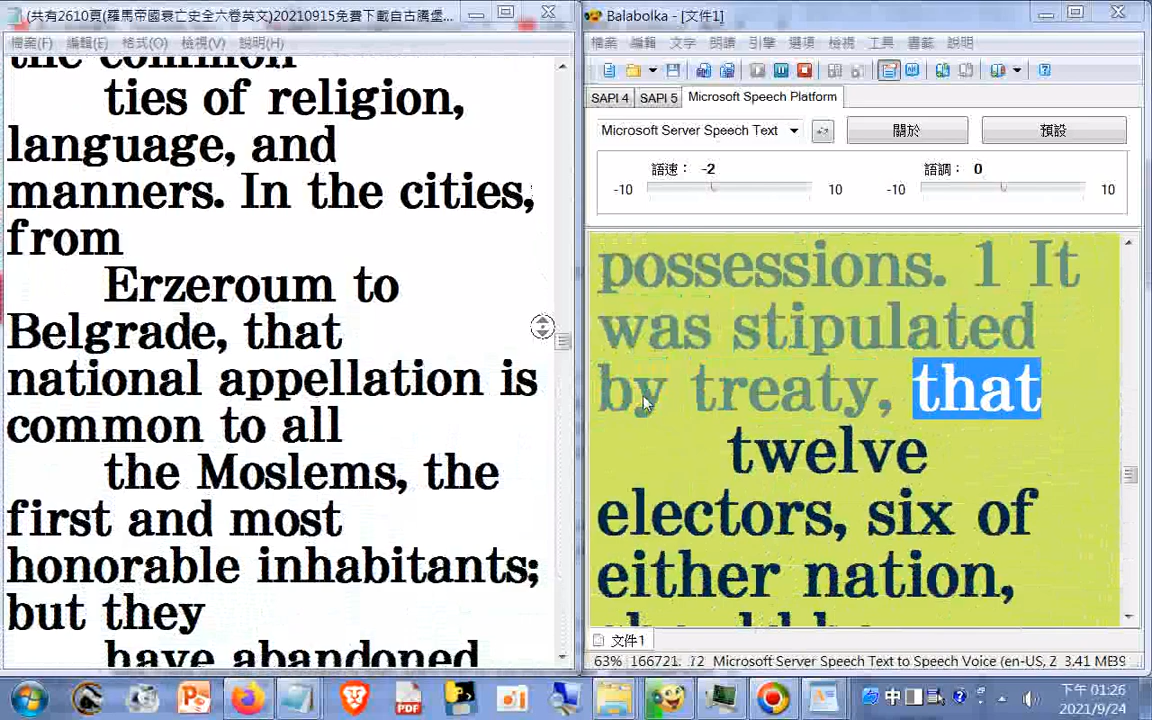 (共有2610頁(羅馬帝國衰亡史全六卷英文)20210915免費下載自古騰堡...
檔案(F) 編輯(E) 格式(O) 檢視(V) 說明(H)
the common
ties of religion,
language, and
manners. In the cities,
from
Erzeroum to
Belgrade, that
national appellation is
common to all
the Moslems, the
first and most
honorable inhabitants;
but they
have abandoned
Balabolka - [文件1]
檔案 編輯 文字 朗讀 引擎 選項 檢視 工具 書籤 說明
SAPI 4 SAPI 5 Microsoft Speech Platform
Microsoft Server Speech Text 關於 預設
語速: -2 語調: 0
-10 10 -10 10
possessions. 1 It
was stipulated
by treaty, that
twelve
electors, six of
either nation,
should be
文件1
63% Microsoft Server Speech Text to Speech Voice (en-US, Z 3.41 MB
PDF 中 下午 01:26
2021/9/24